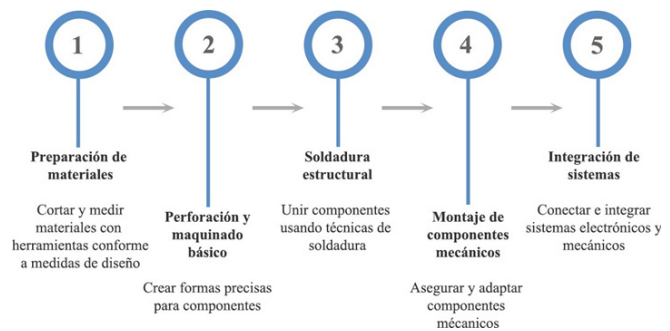 1
Preparación de
materiales
Cortar y medir
materiales con
herramientas conforme
a medidas de diseño
2
Perforación y
maquinado
básico
Crear formas precisas
para componentes
3
Soldadura
estructural
Unir componentes
usando técnicas de
soldadura
4
Montaje de
componentes
mecánicos
Asegurar y adaptar
componentes
mécanicos
5
Integración de
sistemas
Conectar e integrar
sistemas electrónicos y
mecánicos